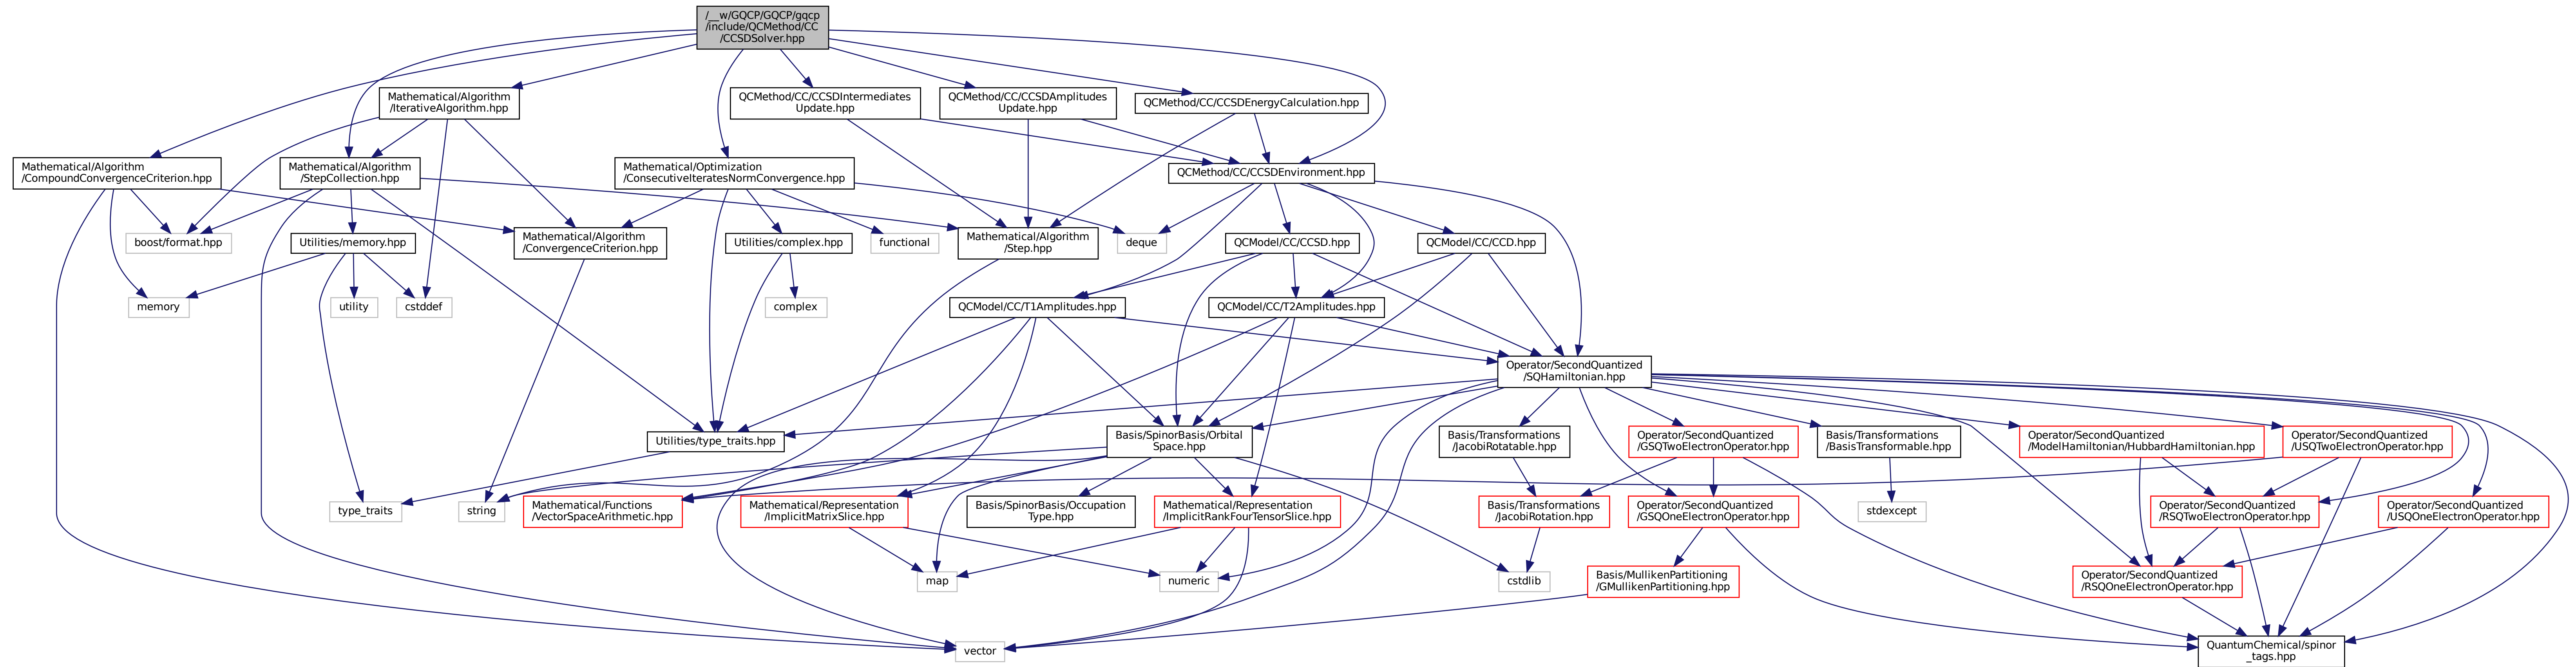 /__w/GQCP/GQCP/gqcp
/include/QCMethod/CC
/CCSDSolver.hpp
Mathematical/Algorithm
/IterativeAlgorithm.hpp
QCMethod/CC/CCSDIntermediates
Update.hpp
QCMethod/CC/CCSDAmplitudes
Update.hpp
QCMethod/CC/CCSDEnergyCalculation.hpp
Mathematical/Algorithm
/CompoundConvergenceCriterion.hpp
Mathematical/Algorithm
/StepCollection.hpp
Mathematical/Optimization
/ConsecutiveIteratesNormConvergence.hpp
QCMethod/CC/CCSDEnvironment.hpp
boost/format.hpp
Utilities/memory.hpp
Mathematical/Algorithm
/ConvergenceCriterion.hpp
Utilities/complex.hpp
functional
Mathematical/Algorithm
/Step.hpp
deque
QCModel/CC/CCSD.hpp
QCModel/CC/CCD.hpp
memory
utility
cstddef
complex
QCModel/CC/T1Amplitudes.hpp
QCModel/CC/T2Amplitudes.hpp
Operator/SecondQuantized
/SQHamiltonian.hpp
Utilities/type_traits.hpp
Basis/SpinorBasis/Orbital
Space.hpp
Basis/Transformations
/JacobiRotatable.hpp
Operator/SecondQuantized
/GSQTwoElectronOperator.hpp
Basis/Transformations
/BasisTransformable.hpp
Operator/SecondQuantized
/ModelHamiltonian/HubbardHamiltonian.hpp
Operator/SecondQuantized
/USQTwoElectronOperator.hpp
type_traits
string
Mathematical/Functions
/VectorSpaceArithmetic.hpp
Mathematical/Representation
/ImplicitMatrixSlice.hpp
Basis/SpinorBasis/Occupation
Type.hpp
Mathematical/Representation
/ImplicitRankFourTensorSlice.hpp
Basis/Transformations
/JacobiRotation.hpp
Operator/SecondQuantized
/GSQOneElectronOperator.hpp
stdexcept
Operator/SecondQuantized
/RSQTwoElectronOperator.hpp
Operator/SecondQuantized
/USQOneElectronOperator.hpp
map
numeric
cstdlib
Basis/MullikenPartitioning
/GMullikenPartitioning.hpp
Operator/SecondQuantized
/RSQOneElectronOperator.hpp
vector
QuantumChemical/spinor
_tags.hpp